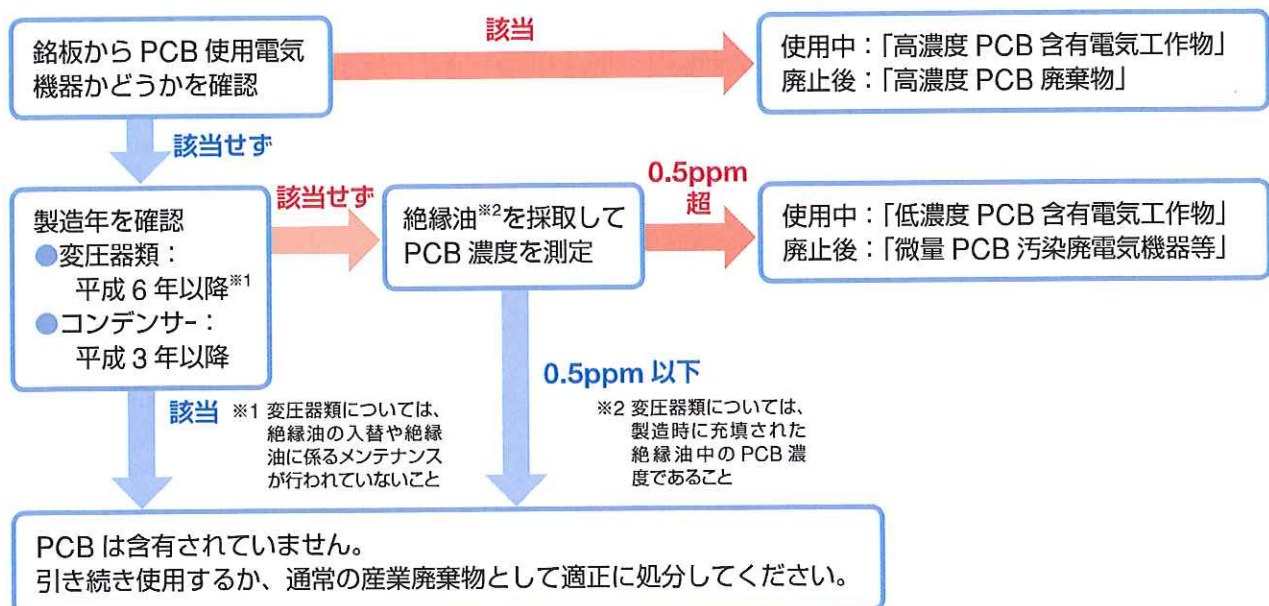 銘板から PCB 使用電気
機器かどうかを確認
該当
使用中:「高濃度 PCB 含有電気工作物」
廃止後:「高濃度 PCB 廃棄物」
該当せず
製造年を確認
●変圧器類:
平成 6 年以降※1
●コンデンサー:
平成 3 年以降
該当せず
絶縁油※2を採取して
PCB 濃度を測定
0.5ppm
超
使用中:「低濃度 PCB 含有電気工作物」
廃止後:「微量 PCB 汚染廃電気機器等」
該当
※1 変圧器類については、
絶縁油の入替や絶縁
油に係るメンテナンス
が行われていないこと
0.5ppm 以下
※2 変圧器類については、
製造時に充填された
絶縁油中の PCB 濃
度であること
PCB は含有されていません。
引き続き使用するか、通常の産業廃棄物として適正に処分してください。